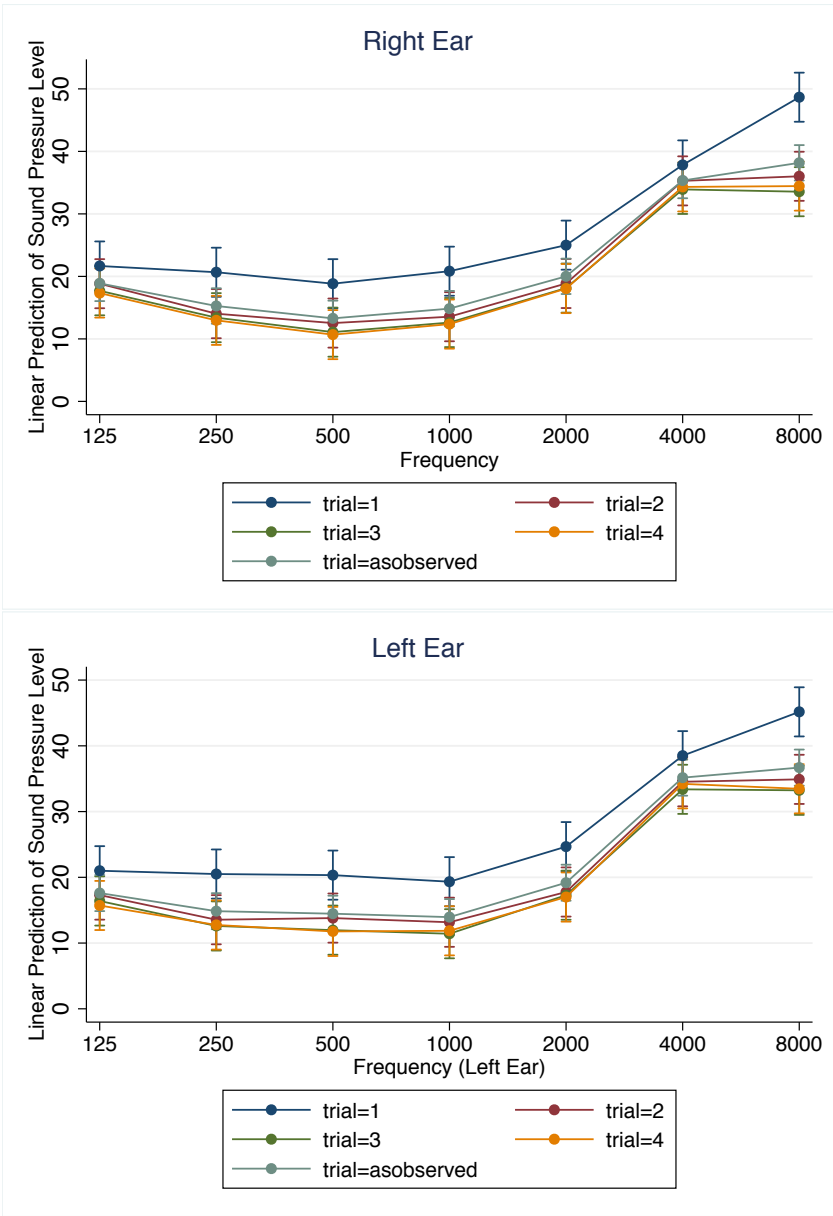 Right Ear
Linear Prediction of Sound Pressure Level
50
40
30
20
10
0
125 250 500 1000 2000 4000 8000
Frequency
trial=1 trial=2
trial=3 trial=4
trial=asobserved
Left Ear
Linear Prediction of Sound Pressure Level
50
40
30
20
10
0
125 250 500 1000 2000 4000 8000
Frequency (Left Ear)
trial=1 trial=2
trial=3 trial=4
trial=asobserved